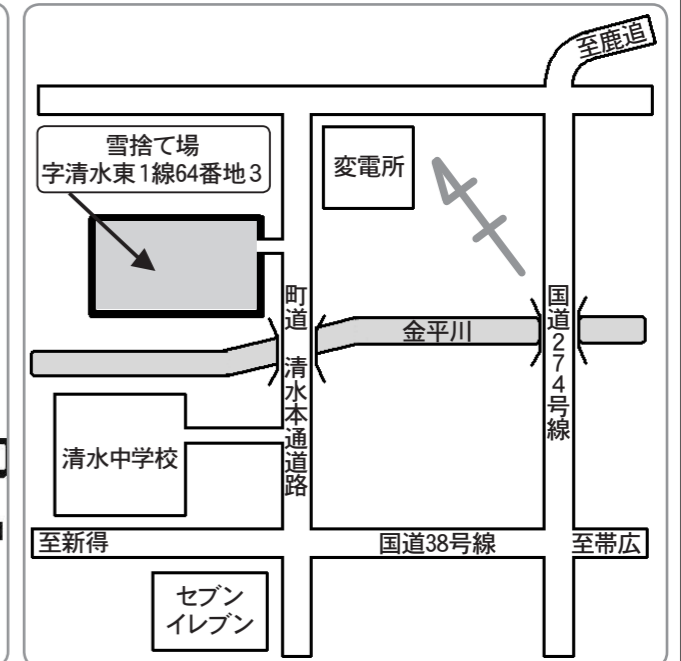 至鹿追
雪捨て場
字清水東1線64番地3
変電所
町道 清水本通道路
金平川
国道274号線
清水中学校
至新得
国道38号線
至帯広
セブン
イレブン